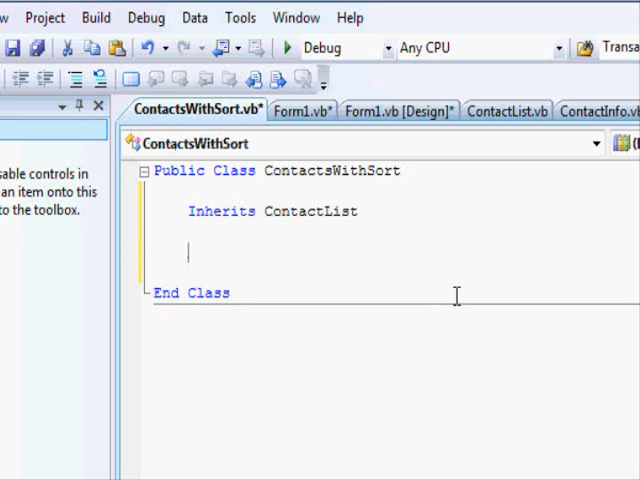 w Project Build Debug Data Tools Window Help
Debug Any CPU Transa
ContactsWithSort.vb* Form1.vb* Form1.vb [Design]* ContactList.vb ContactInfo.vb
ContactsWithSort
sable controls in
an item onto this
to the toolbox.
Public Class ContactsWithSort
Inherits ContactList
End Class